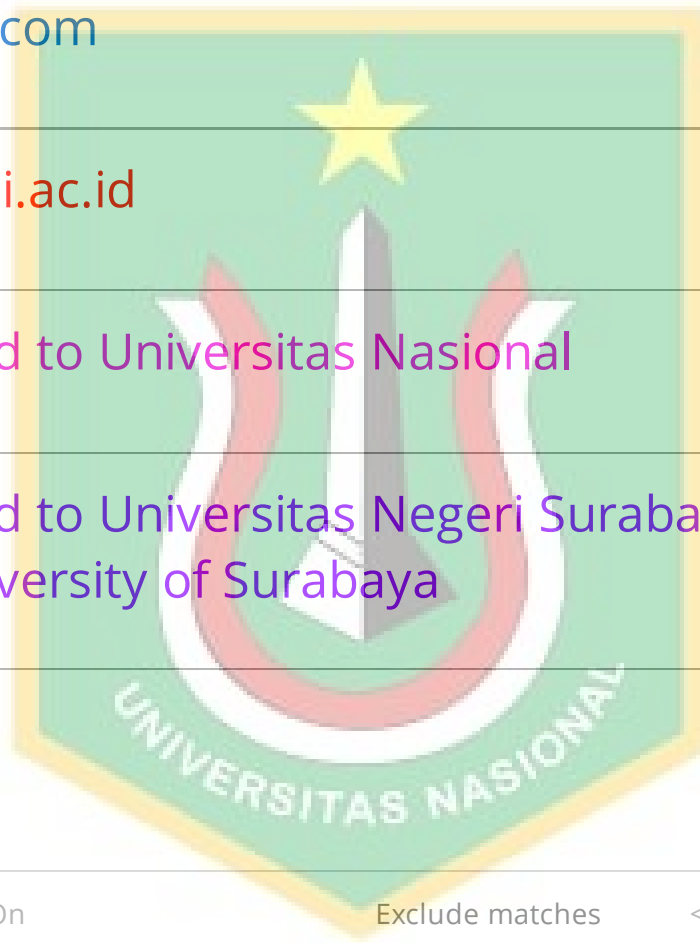 com
i.ac.id
d to Universitas Nasional
d to Universitas Negeri Suraba
versity of Surabaya
UNIVERSITAS NASIONAL
On
Exclude matches
<